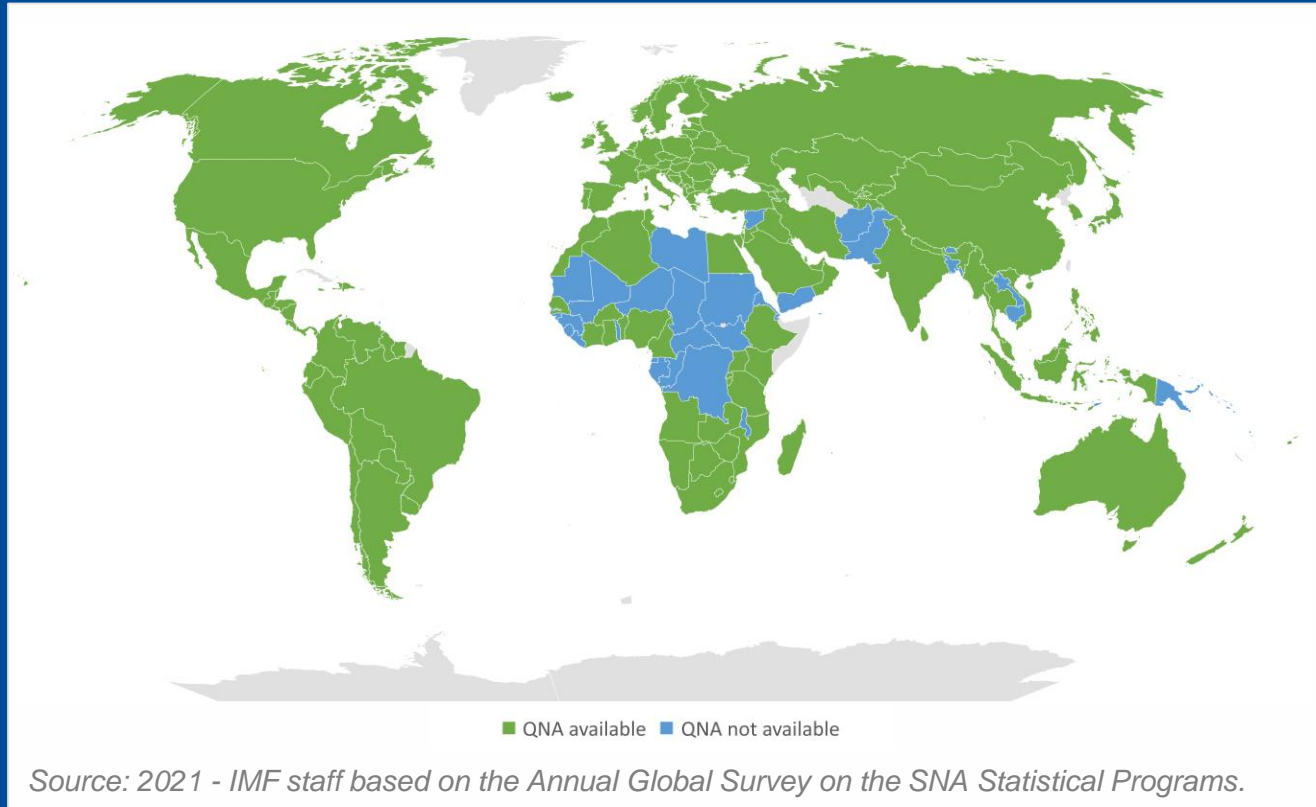 QNA available QNA not available
Source: 2021 - IMF staff based on the Annual Global Survey on the SNA Statistical Programs.